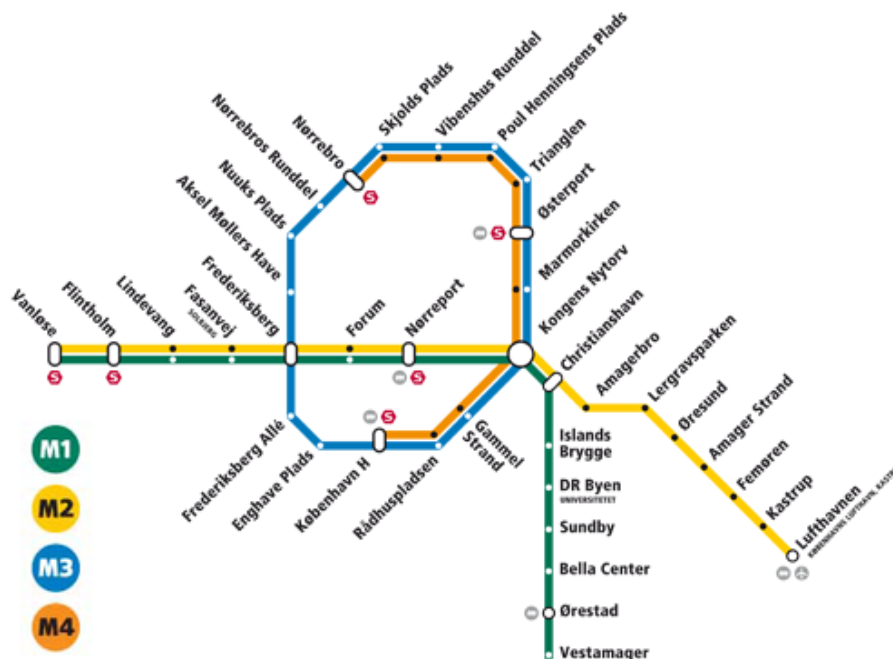 Skjolds Plads
Vibenshus Runddel
Poul Henningsens Plads
Nørrebro
Trianglen
Nørrebros Runddel
Østerport
Nuuks Plads
Marmorkirken
Aksel Møllers Have
Kongens Nytorv
Frederiksberg
Christianshavn
Vanløse
Flintholm
Lindevang
Fasanvej
SOLBJERG
Forum
Nørreport
Amagerbro
Lergravsparken
Øresund
Amager Strand
Femøren
Kastrup
Lufthavnen
KØBENHAVNS LUFTHAVN, KASTR
S
S
S
S
S
S
Frederiksberg Allé
Enghave Plads
København H
Rådhuspladsen
Gammel
Strand
Islands
Brygge
DR Byen
UNIVERSITETET
Sundby
Bella Center
Ørestad
Vestamager
M1
M2
M3
M4